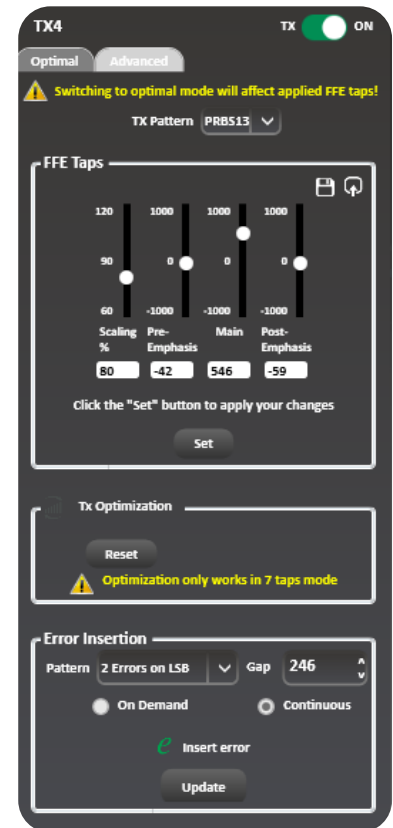 TX4 TX ON
Optimal Advanced
Switching to optimal mode will affect applied FFE taps!
TX Pattern PRBS13
FFE Taps
120 1000 1000 1000
90 0 0 0
60 -1000 -1000 -1000
Scaling Pre- Main Post-
% Emphasis Emphasis
80 -42 546 -59
Click the "Set" button to apply your changes
Set
Tx Optimization
Reset
Optimization only works in 7 taps mode
Error Insertion
Pattern 2 Errors on LSB Gap 246
On Demand Continuous
e Insert error
Update